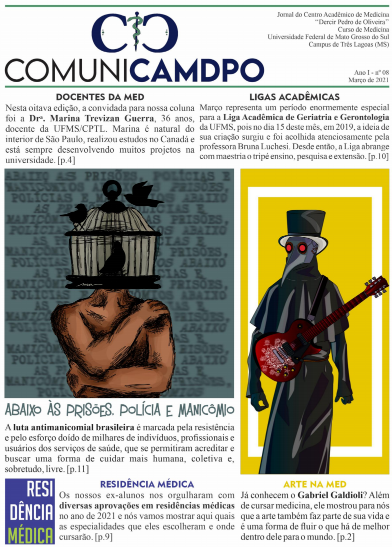 Jornal do Centro Acadêmico de Medicina
"Dercir Pedro de Oliveira"
Curso de Medicina
Universidade Federal de Mato Grosso do Sul
Campus de Três Lagoas (MS)
COMUNICAMDPO
Ano I - nº 08
Março de 2021
DOCENTES DA MED
Nesta oitava edição, a convidada para nossa coluna
foi a Drª. Marina Trevizan Guerra, 36 anos,
docente da UFMS/CPTL. Marina é natural do
interior de São Paulo, realizou estudos no Canadá e
está sempre desenvolvendo muitos projetos na
universidade. [p.4]
LIGAS ACADÊMICAS
Março representa um período enormemente especial
para a Liga Acadêmica de Geriatria e Gerontologia
da UFMS, pois no dia 15 deste mês, em 2019, a ideia de
sua criação surgiu e foi acolhida atenciosamente pela
professora Bruna Luchesi. Desde então, a Liga abrange
com maestria o tripé ensino, pesquisa e extensão. [p.10]
ABAIXO ÀS PRISÕES, POLÍCIA E MANICÔMIO
A luta antimanicomial brasileira é marcada pela resistência
e pelo esforço doído de milhares de indivíduos, profissionais e
usuários dos serviços de saúde, que se permitiram acreditar e
buscar uma forma de cuidar mais humana, coletiva e,
sobretudo, livre. [p.11]
RESI
DÊNCIA
MÉDICA
RESIDÊNCIA MÉDICA
Os nossos ex-alunos nos orgulharam com
diversas aprovações em residências médicas
no ano de 2021 e nós vamos mostrar aqui quais
as especialidades que eles escolheram e onde
cursarão. [p.9]
ARTE NA MED
Já conhecem o Gabriel Galdioli? Além
de cursar medicina, ele mostrou para nós
que a arte também faz parte de sua vida e
é uma forma de fluir o que há de melhor
dentro dele para o mundo. [p.2]